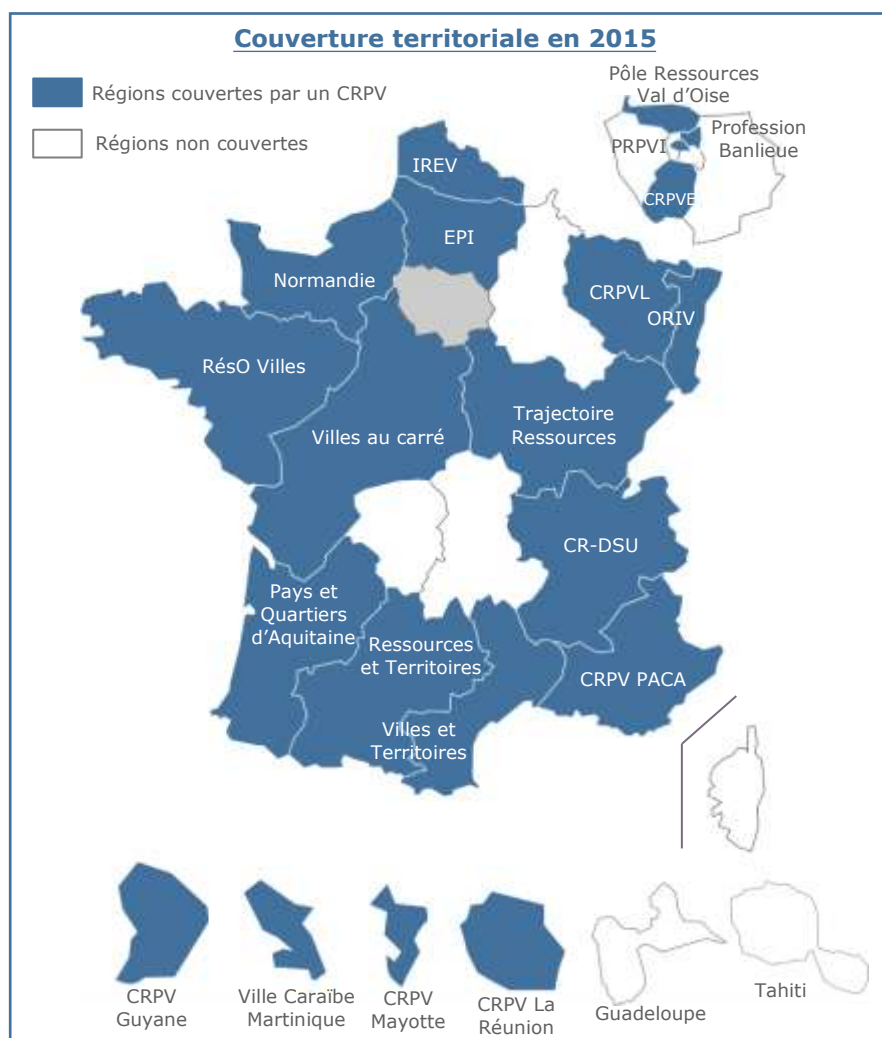 Couverture territoriale en 2015
Régions couvertes par un CRPV
Régions non couvertes
Pôle Ressources
Val d'Oise
Profession
Banlieue
PRPVI
CRPVE
IREV
EPI
Normandie
CRPVL
ORIV
RésO Villes
Villes au carré
Trajectoire
Ressources
CR-DSU
Pays et
Quartiers
d'Aquitaine
Ressources
et Territoires
CRPV PACA
Villes et
Territoires
CRPV
Guyane
Ville Caraïbe
Martinique
CRPV
Mayotte
CRPV La
Réunion
Guadeloupe
Tahiti